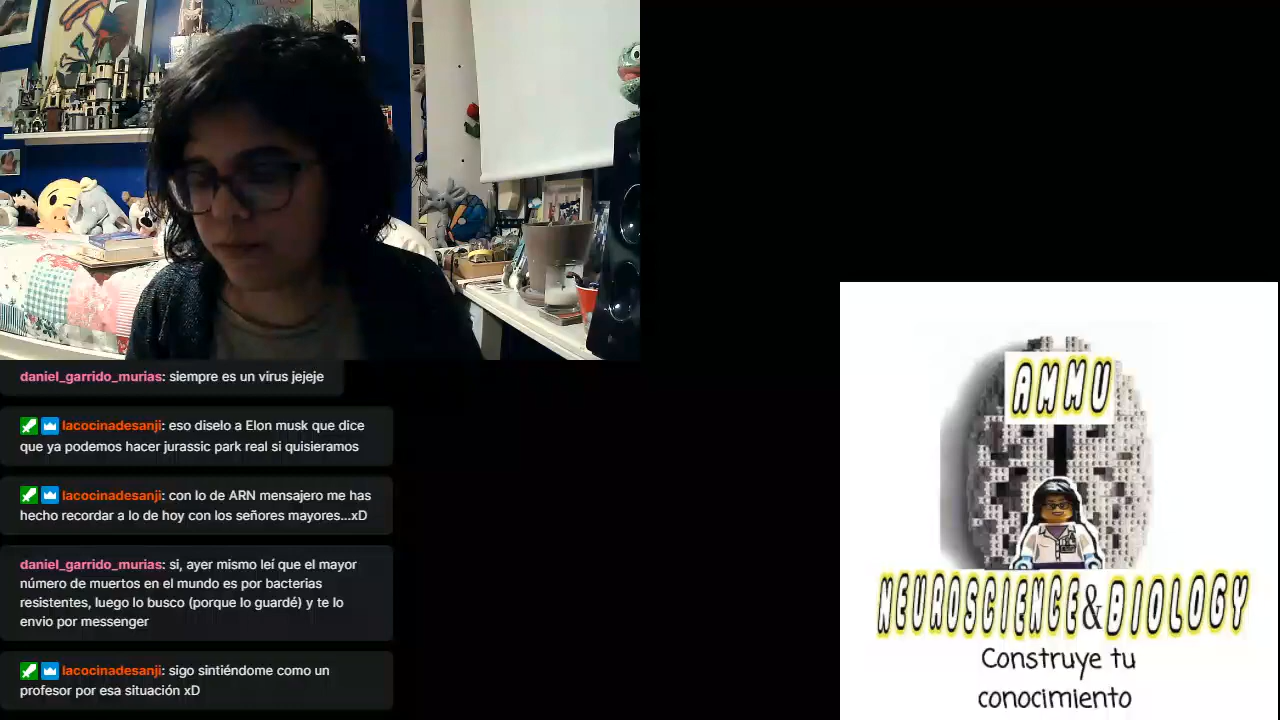 daniel_garrido_murias: siempre es un virus jejeje
lacocinadesanji: eso diselo a Elon musk que dice
que ya podemos hacer jurassic park real si quisieramos
lacocinadesanji: con lo de ARN mensajero me has
hecho recordar a lo de hoy con los señores mayores...xD
daniel_garrido_murias: si, ayer mismo leí que el mayor
número de muertos en el mundo es por bacterias
resistentes, luego lo busco (porque lo guardé) y te lo
envio por messenger
lacocinadesanji: sigo sintiéndome como un
profesor por esa situación xD
AMMU
NEUROSCIENCE&BIOLOGY
Construye tu
conocimiento